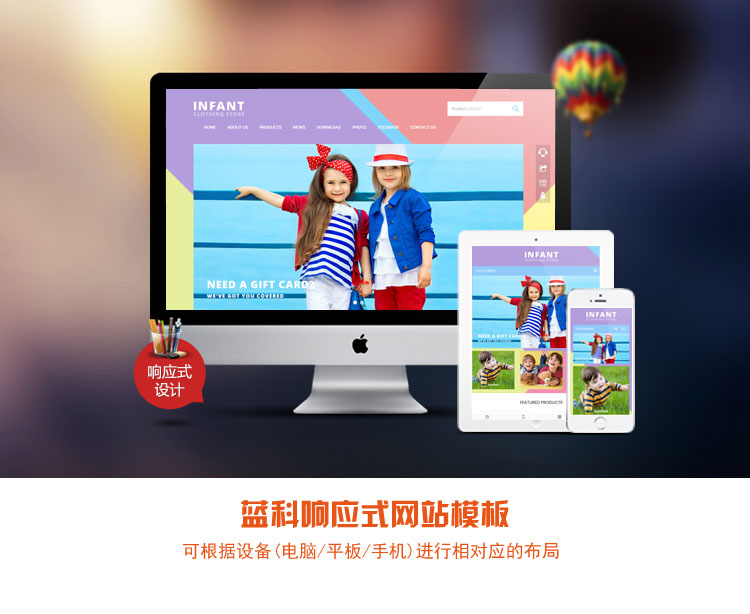 INFANT
CLOTHING STORE
Product search
HOME ABOUT US PRODUCTS NEWS DOWNLOAD PHOTO FEEDBACK CONTACT US
NEED A GIFT CARD?
WE'VE GOT YOU COVERED
INFANT
CLOTHING STORE
CATEGORIES
NEED A GIFT CARD?
FEATURED PRODUCTS
INFANT
CLOTHING STORE
CATEGORIES
响应式
设计
蓝科响应式网站模板
可根据设备(电脑/平板/手机)进行相对应的布局